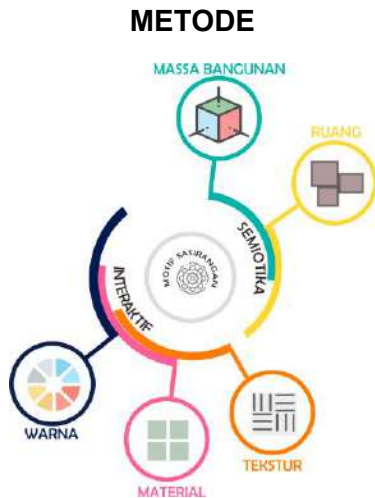 METODE
MASSA BANGUNAN
RUANG
SEMIOTIKA
MOTIF SASIRANGAN
INTERAKTIF
WARNA
TEKSTUR
MATERIAL